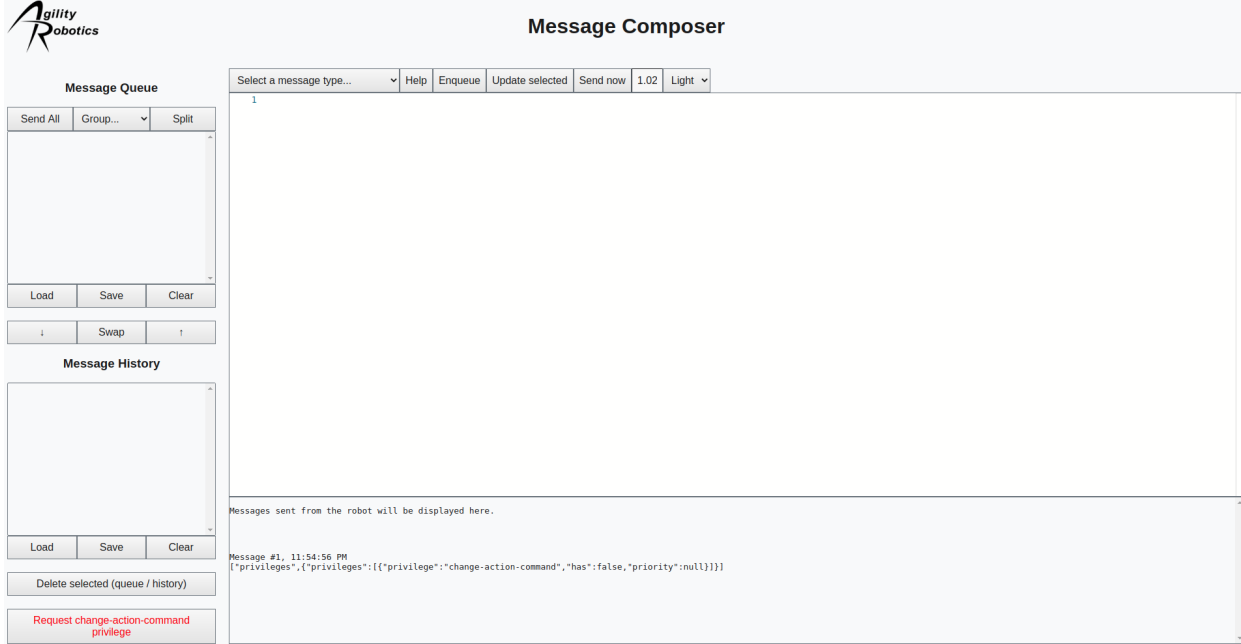 Agility
Robotics
Message Composer
Message Queue
Send All Group... Split
Load Save Clear
↓ Swap ↑
Message History
Load Save Clear
Delete selected (queue / history)
Request change-action-command
privilege
Select a message type... Help Enqueue Update selected Send now 1.02 Light
1
Messages sent from the robot will be displayed here.
Message #1, 11:54:56 PM
["privileges",{"privileges":[{"privilege":"change-action-command","has":false,"priority":null}]}]